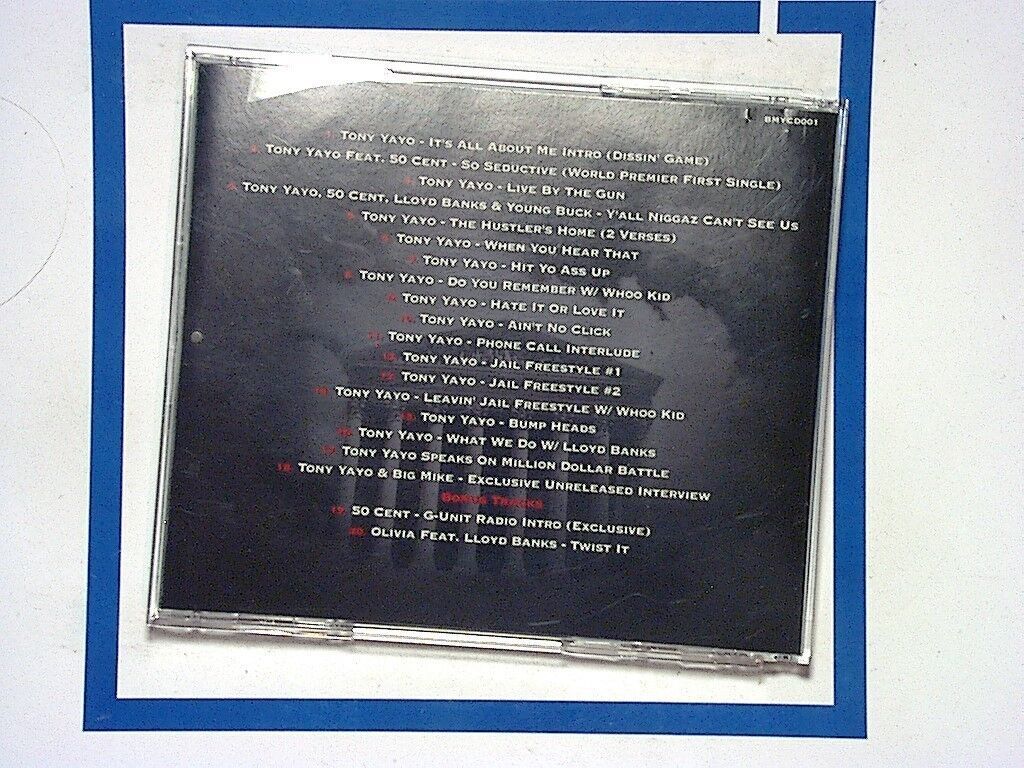 BMYCD001
1. Tony Yayo - It's All About Me Intro (Dissin' Game)
2. Tony Yayo Feat. 50 Cent - So Seductive (World Premier First Single)
3. Tony Yayo - Live By The Gun
4. Tony Yayo, 50 Cent, Lloyd Banks & Young Buck - Y'all Niggaz Can't See Us
5. Tony Yayo - The Hustler's Home (2 Verses)
6. Tony Yayo - When You Hear That
7. Tony Yayo - Hit Yo Ass Up
8. Tony Yayo - Do You Remember W/ Whoo Kid
9. Tony Yayo - Hate It Or Love It
10. Tony Yayo - Ain't No Click
11. Tony Yayo - Phone Call Interlude
12. Tony Yayo - Jail Freestyle #1
13. Tony Yayo - Jail Freestyle #2
14. Tony Yayo - Leavin' Jail Freestyle W/ Whoo Kid
15. Tony Yayo - Bump Heads
16. Tony Yayo - What We Do W/ Lloyd Banks
17. Tony Yayo Speaks On Million Dollar Battle
18. Tony Yayo & Big Mike - Exclusive Unreleased Interview
Bonus Tracks
19. 50 Cent - G-Unit Radio Intro (Exclusive)
20. Olivia Feat. Lloyd Banks - Twist It